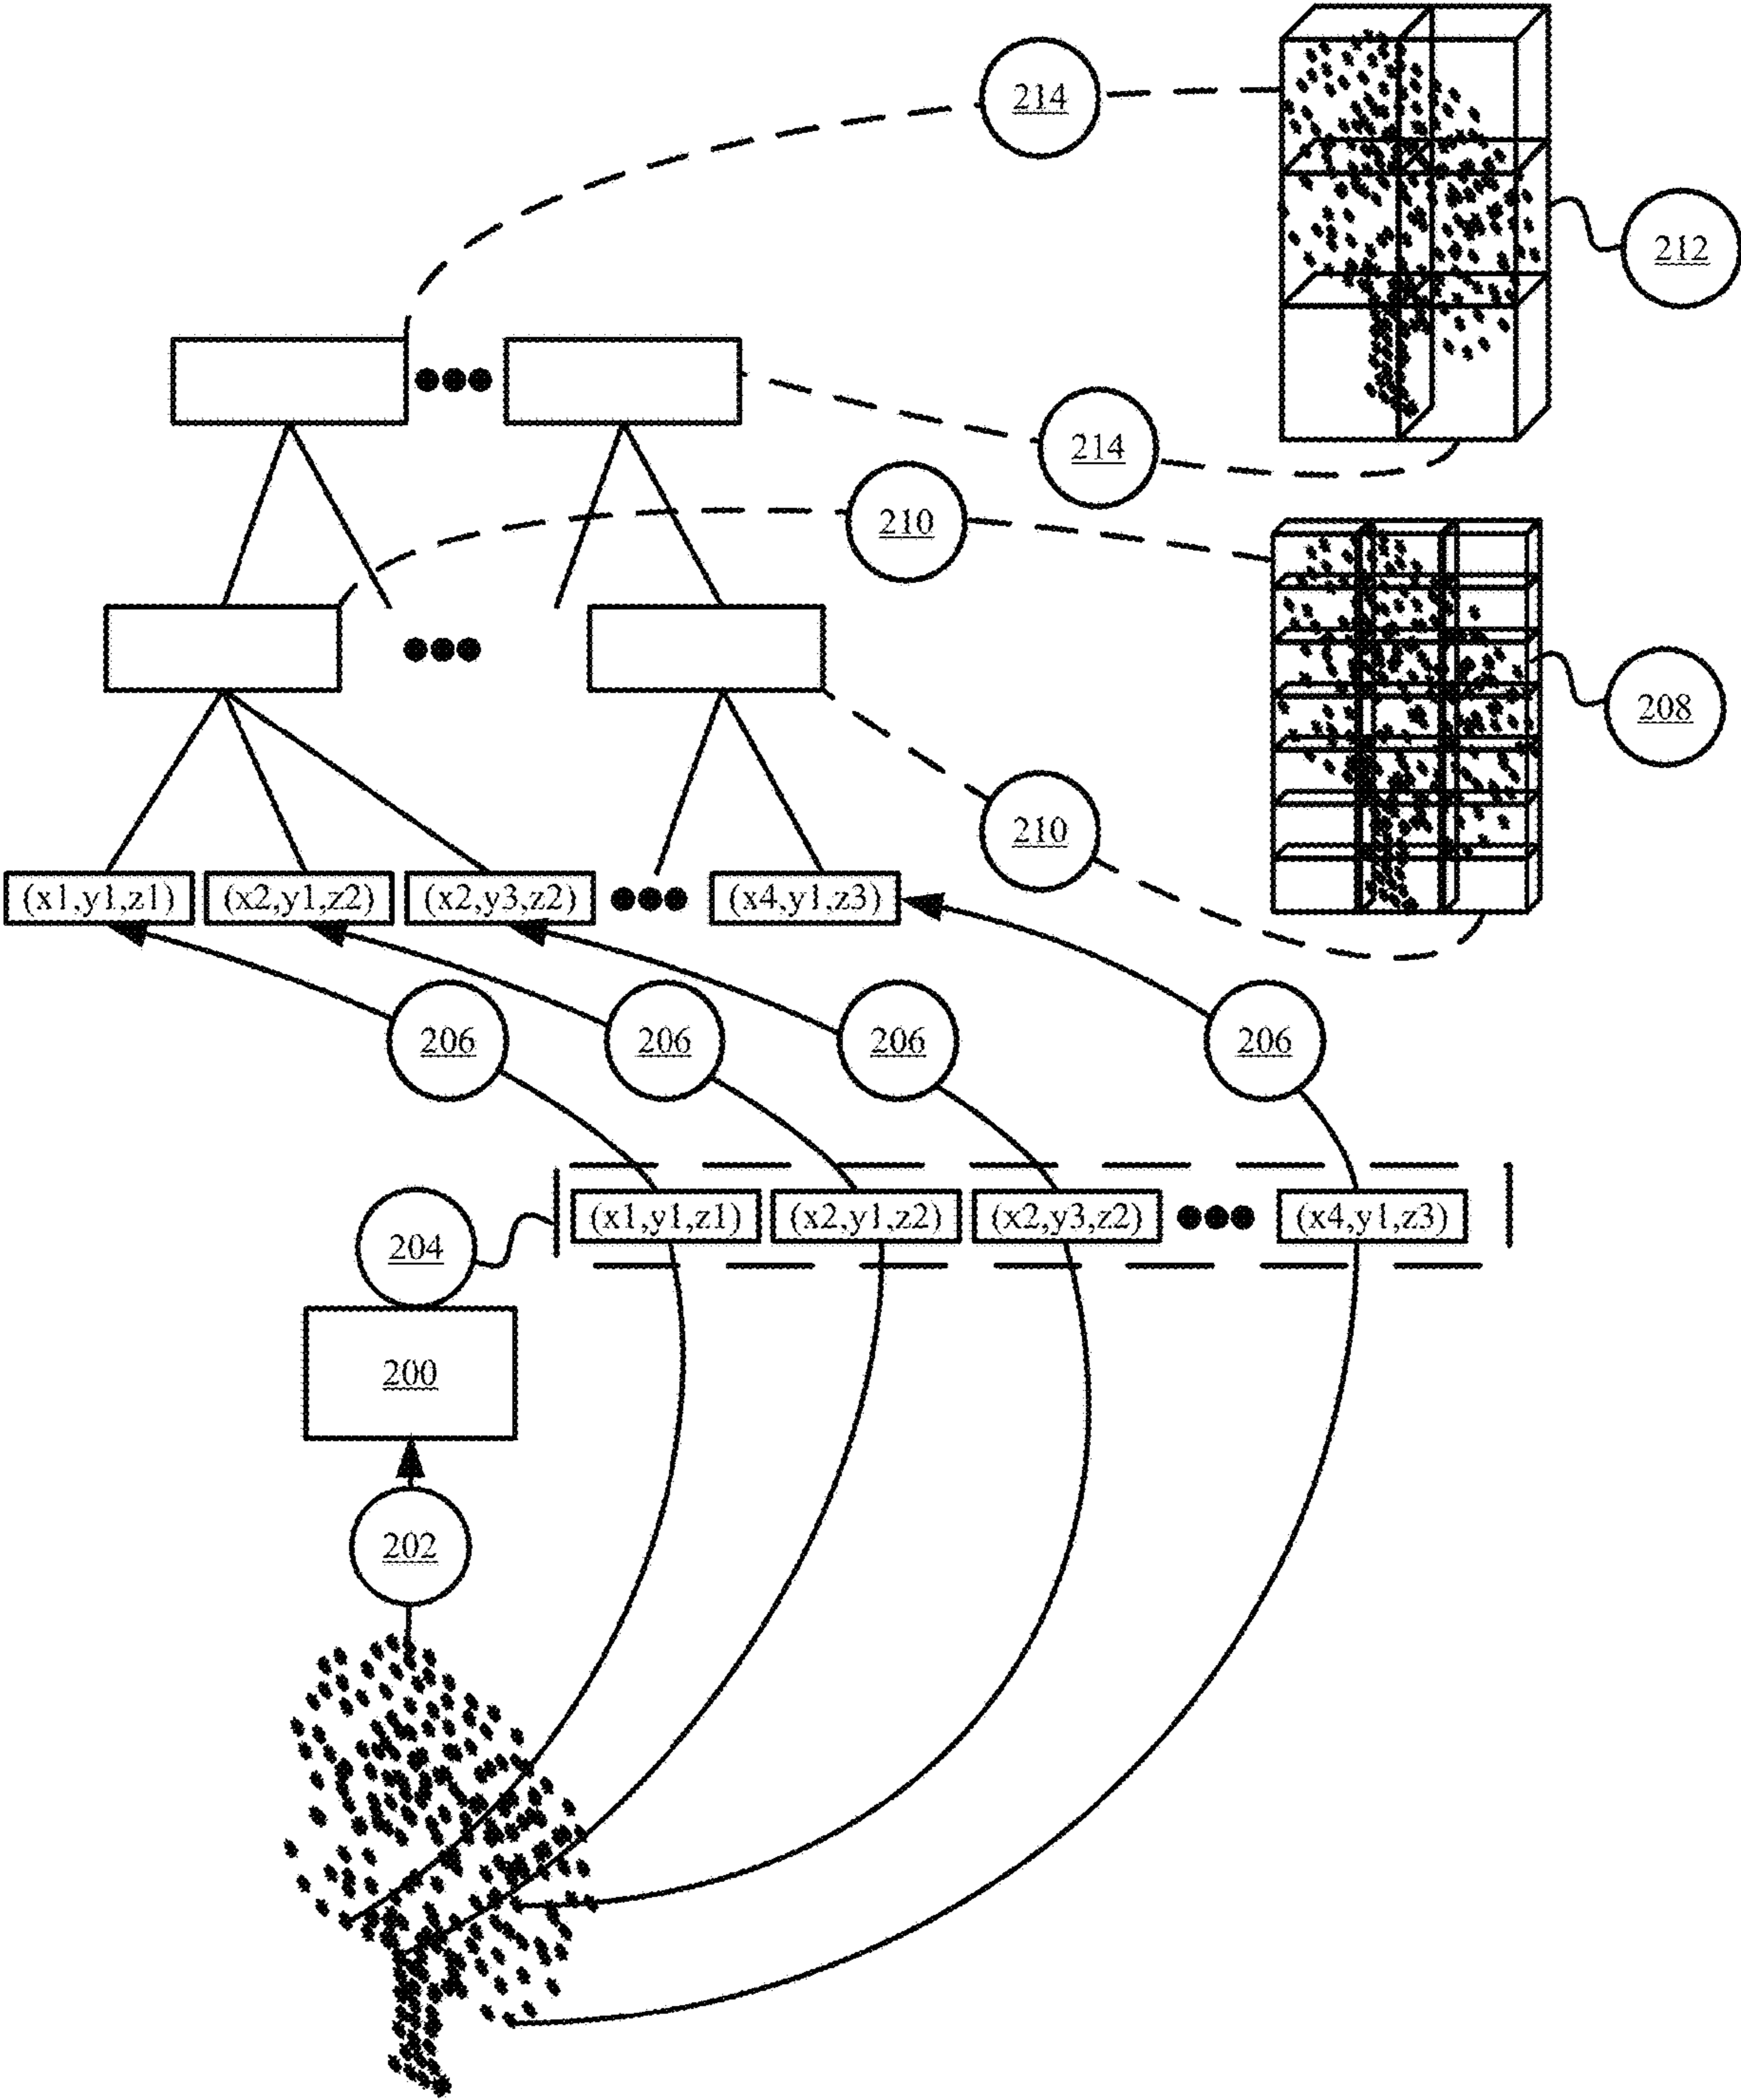 214
212
214
210
208
210
(x1,y1,z1) (x2,y1,z2) (x2,y3,z2) (x4,y1,z3)
206 206 206 206
204 (x1,y1,z1) (x2,y1,z2) (x2,y3,z2) (x4,y1,z3)
200
202